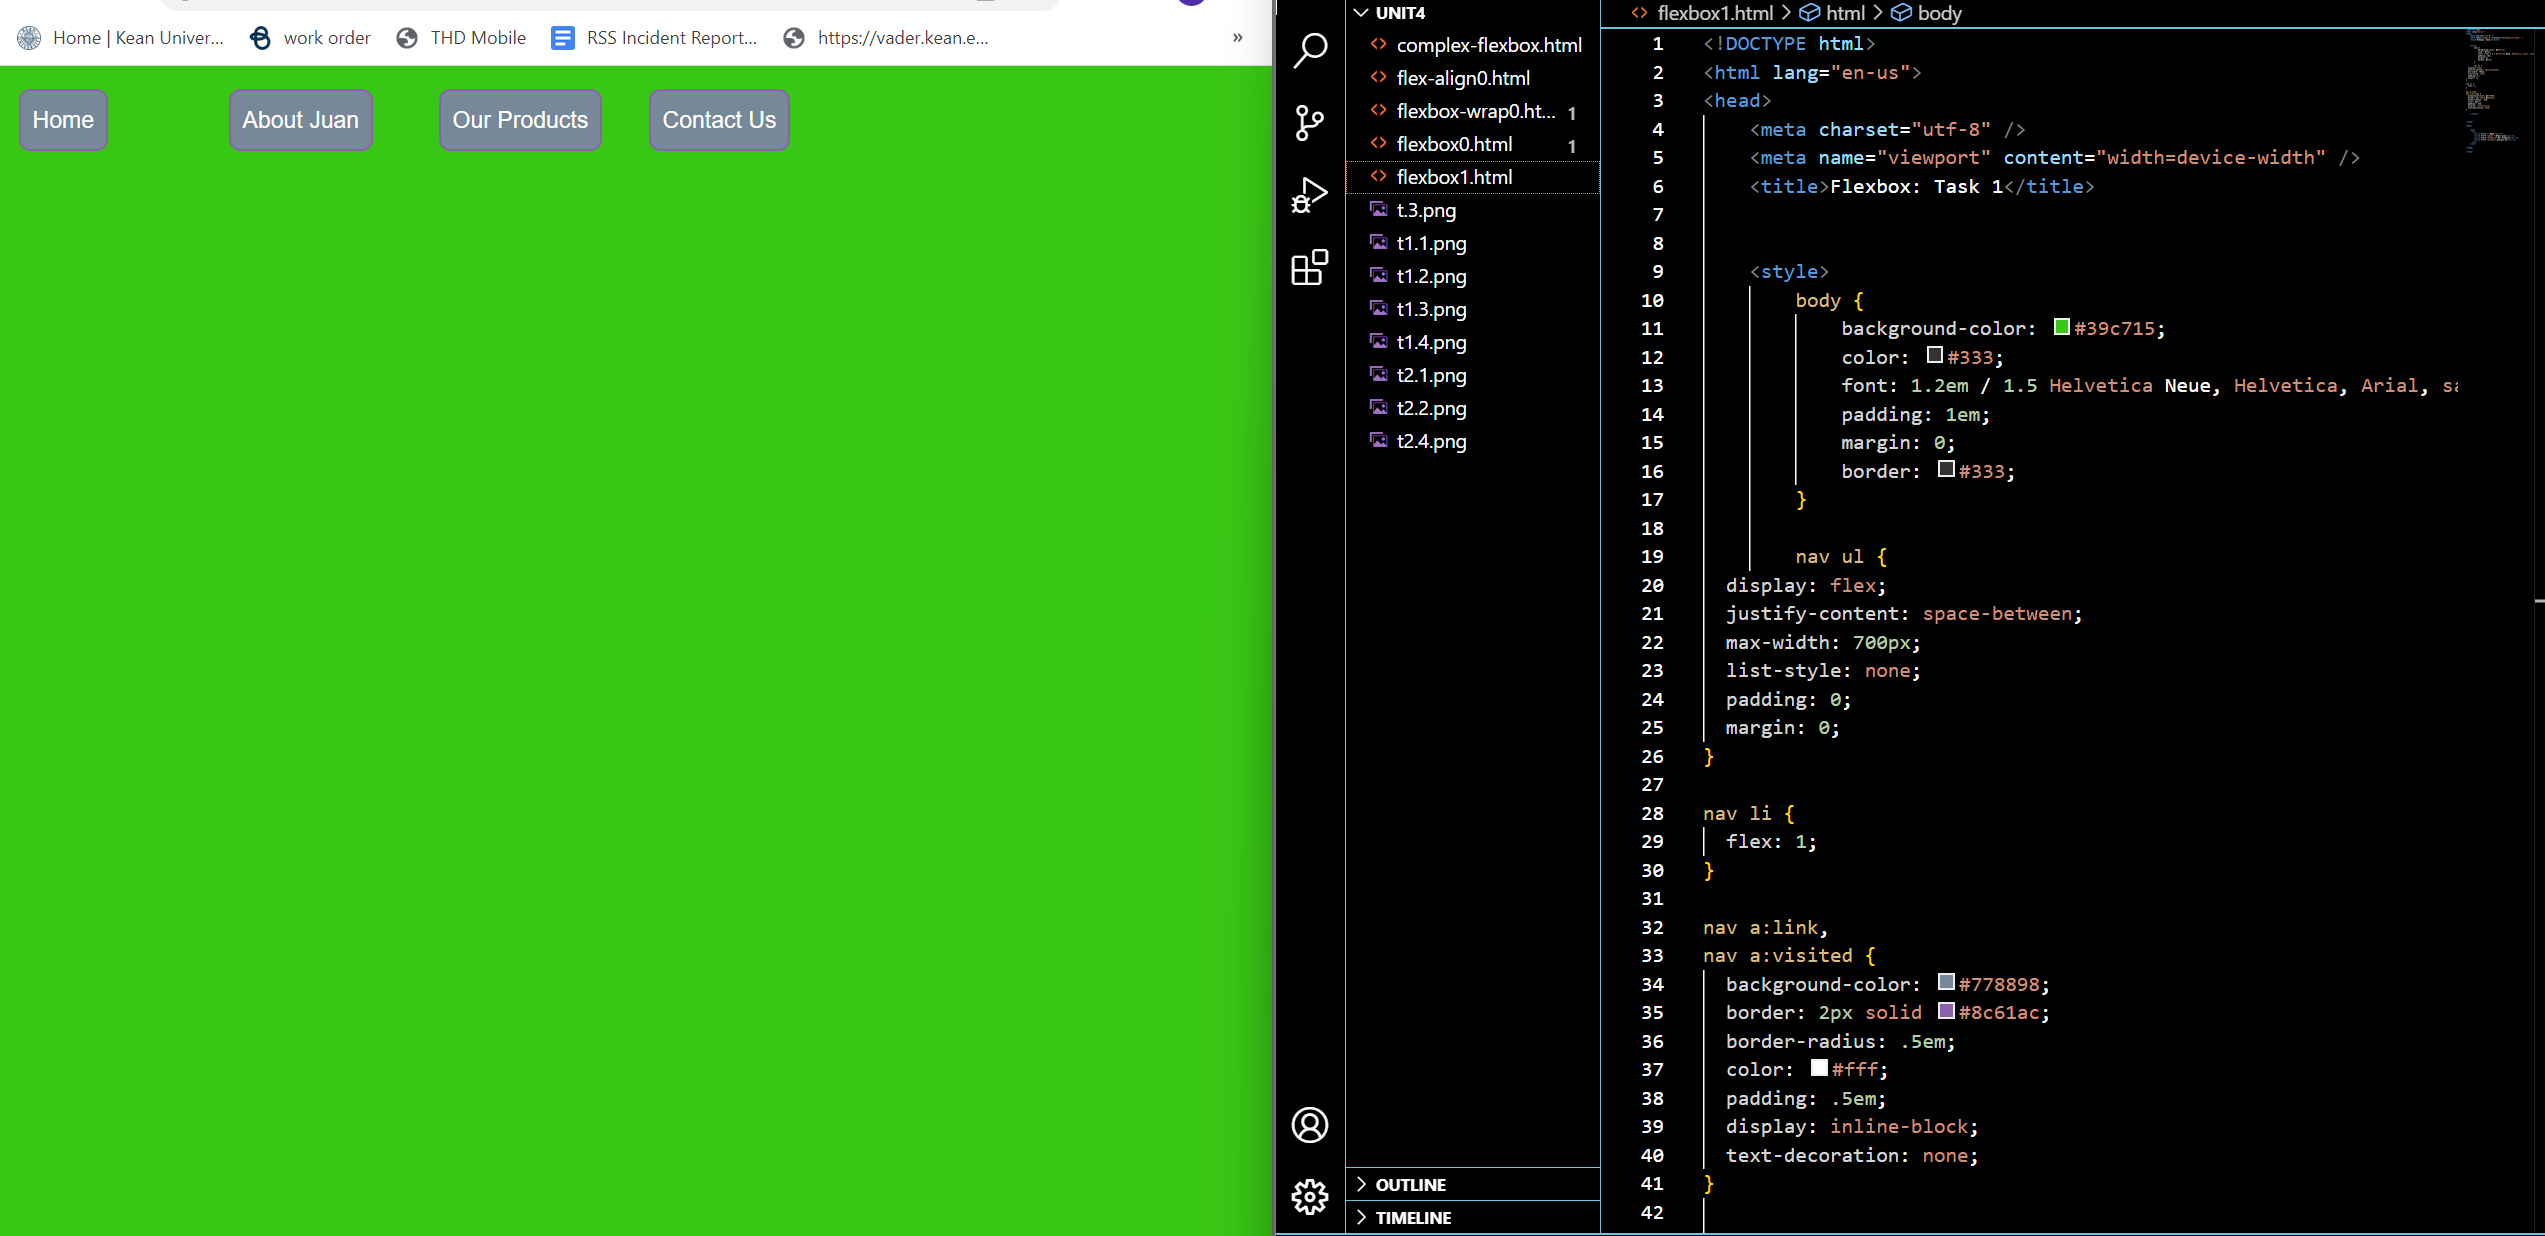 Home | Kean Univer...
work order
THD Mobile
RSS Incident Report...
https://vader.kean.e...
»
Home
About Juan
Our Products
Contact Us
UNIT4
complex-flexbox.html
flex-align0.html
flexbox-wrap0.ht... 1
flexbox0.html 1
flexbox1.html
t.3.png
t1.1.png
t1.2.png
t1.3.png
t1.4.png
t2.1.png
t2.2.png
t2.4.png
OUTLINE
TIMELINE
flexbox1.html > html > body
1 <!DOCTYPE html>
2 <html lang="en-us">
3 <head>
4 <meta charset="utf-8" />
5 <meta name="viewport" content="width=device-width" />
6 <title>Flexbox: Task 1</title>
7
8
9 <style>
10 body {
11 background-color: #39c715;
12 color: #333;
13 font: 1.2em / 1.5 Helvetica Neue, Helvetica, Arial, sa
14 padding: 1em;
15 margin: 0;
16 border: #333;
17 }
18
19 nav ul {
20 display: flex;
21 justify-content: space-between;
22 max-width: 700px;
23 list-style: none;
24 padding: 0;
25 margin: 0;
26 }
27
28 nav li {
29 flex: 1;
30 }
31
32 nav a:link,
33 nav a:visited {
34 background-color: #778898;
35 border: 2px solid #8c61ac;
36 border-radius: .5em;
37 color: #fff;
38 padding: .5em;
39 display: inline-block;
40 text-decoration: none;
41 }
42